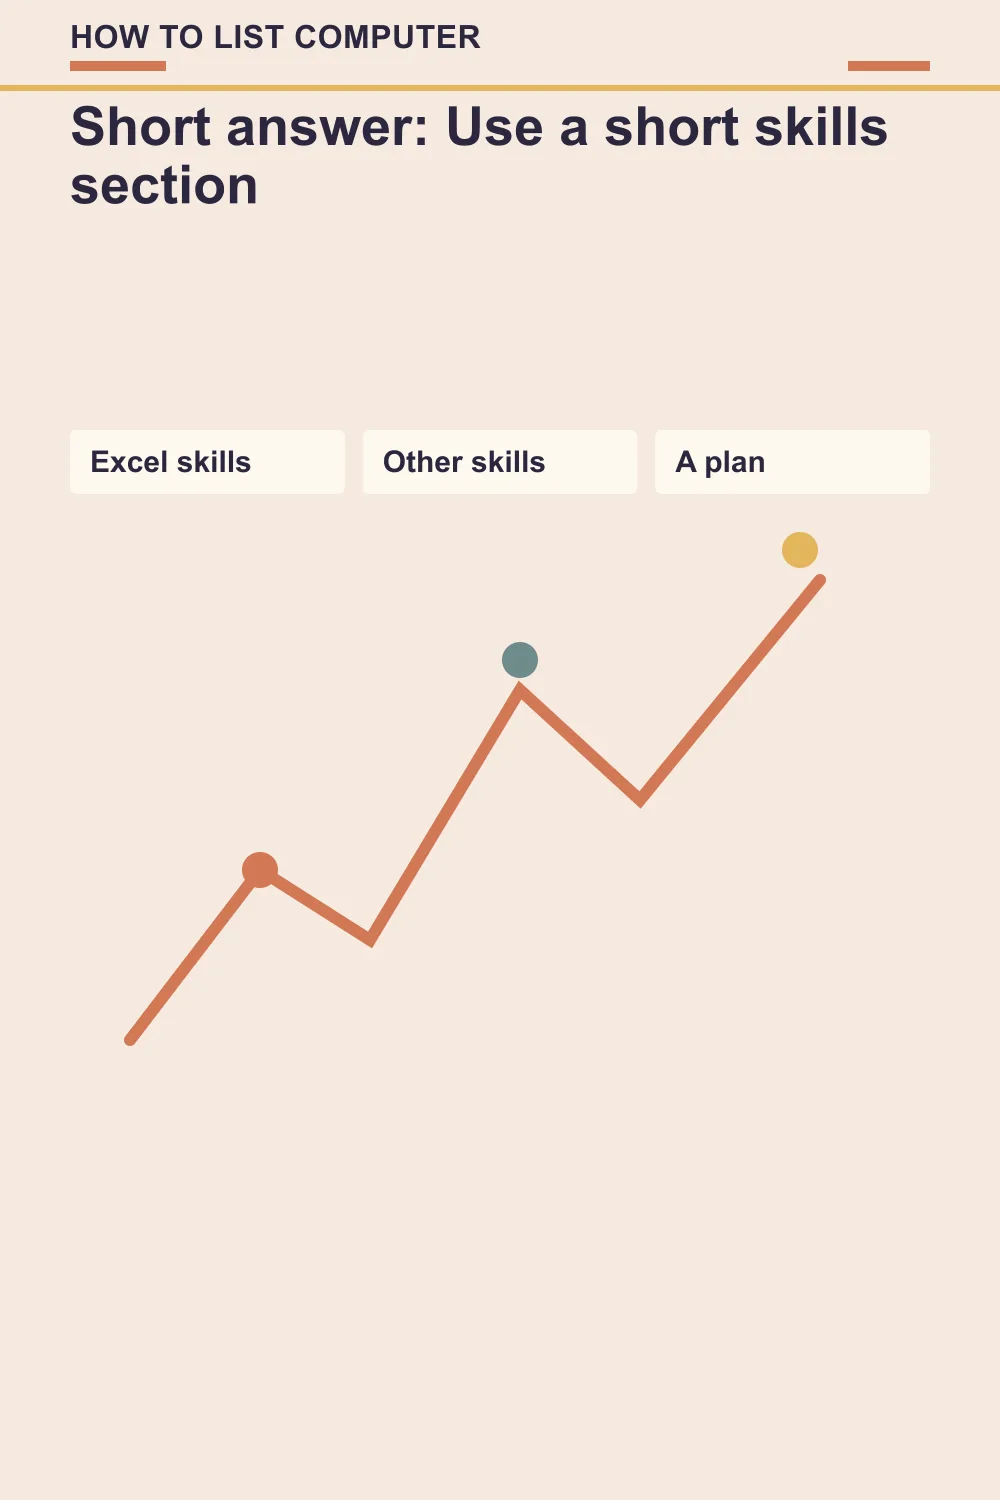 HOW TO LIST COMPUTER
Short answer: Use a short skills
section
Excel skills
Other skills
A plan